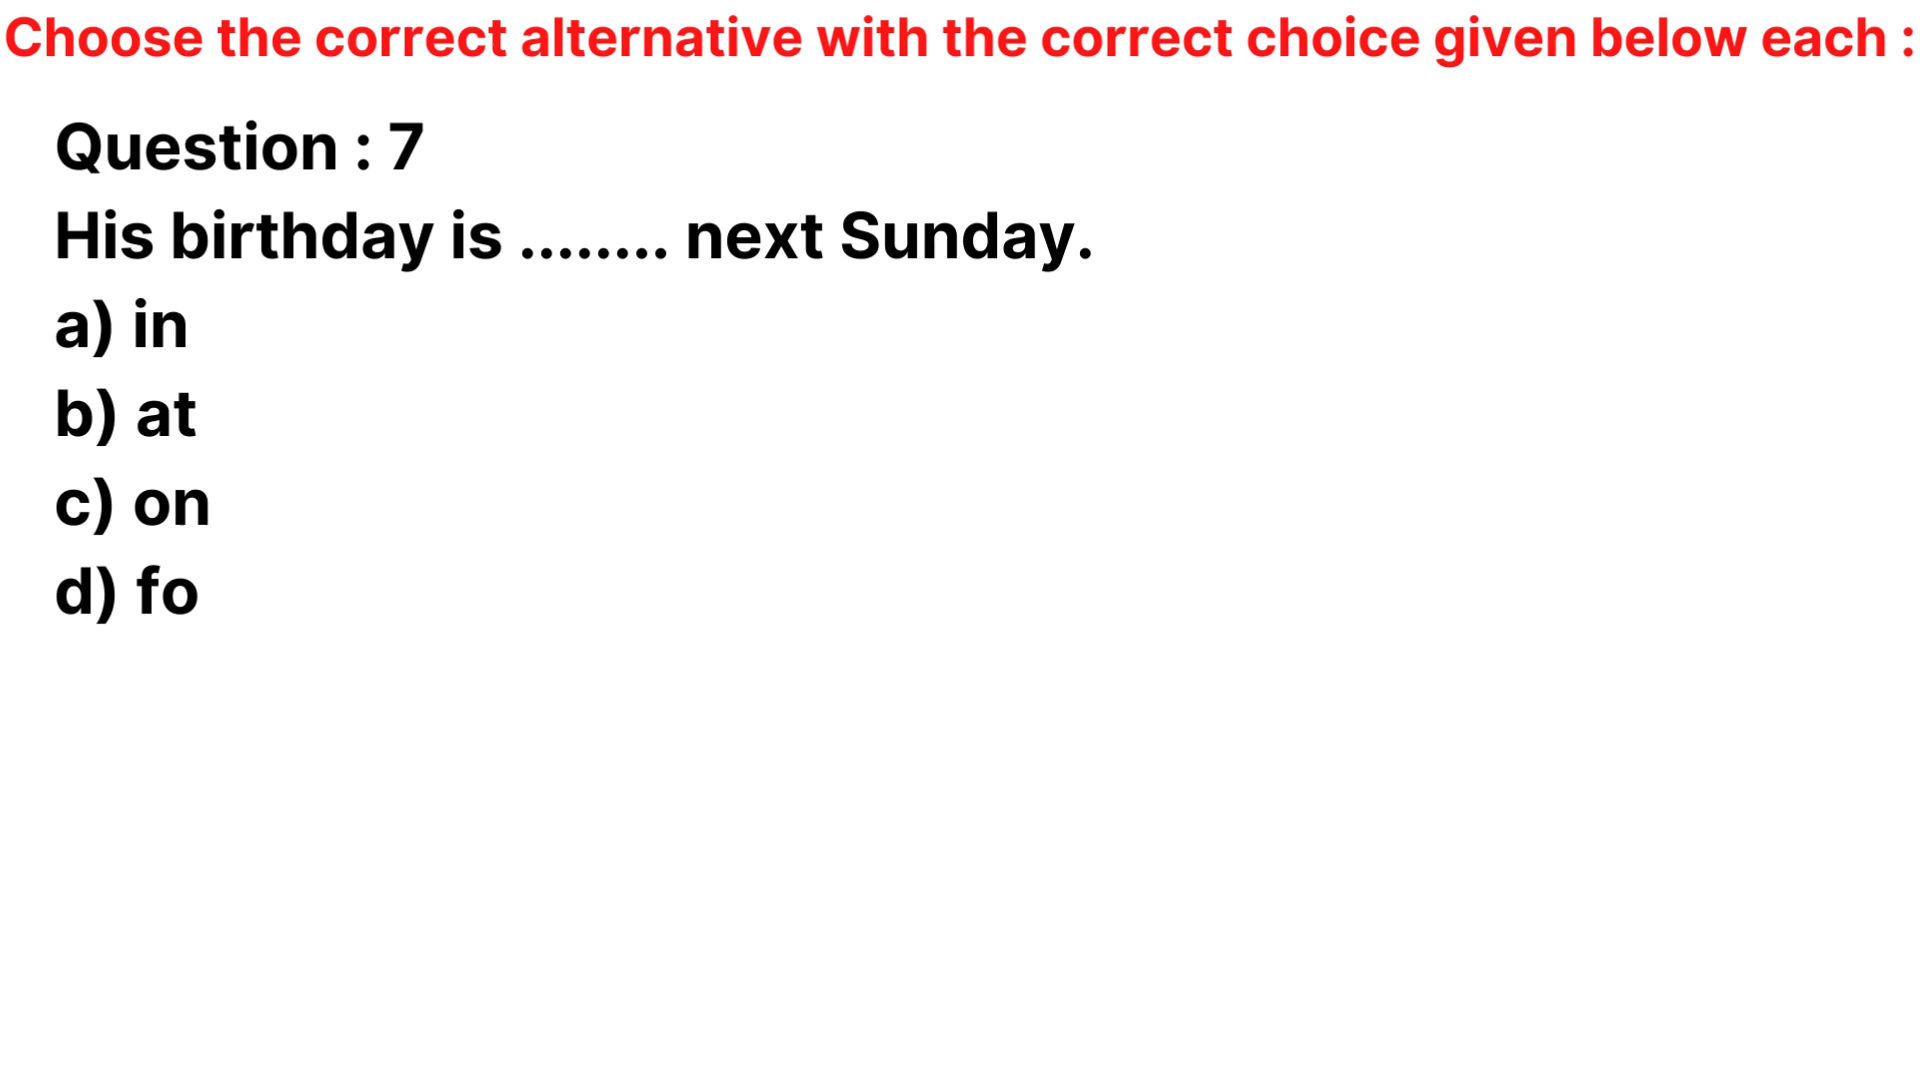 Choose the correct alternative with the correct choice given below each :
Question : 7
His birthday is ........ next Sunday.
a) in
b) at
c) on
d) fo